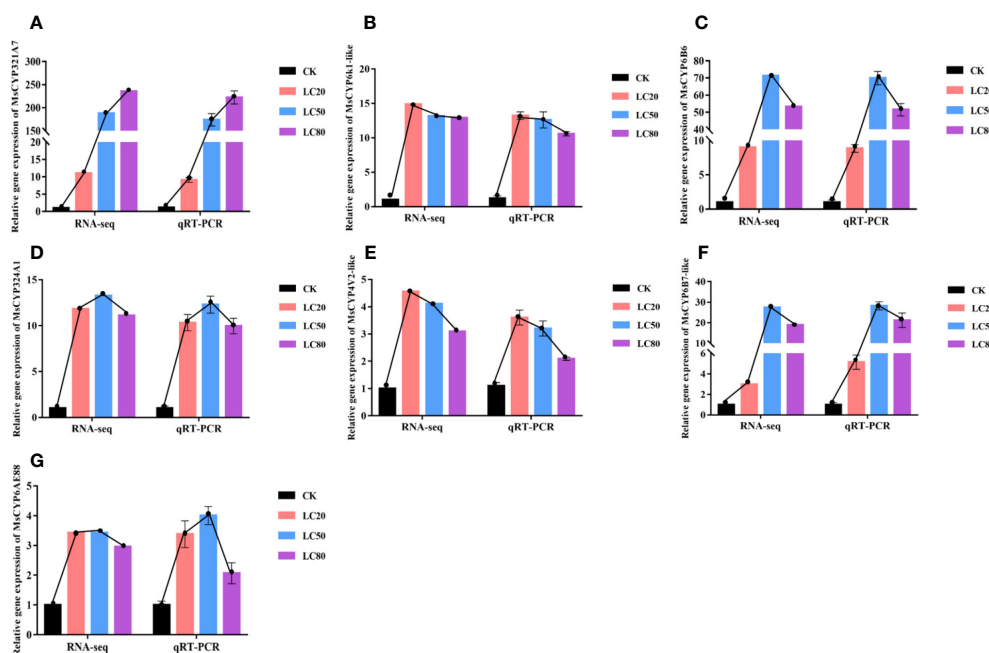 A
Relative gene expression of MsCYP321A7
300
250
200
150
20
15
10
5
0
RNA-seq qRT-PCR
CK
LC20
LC50
LC80
B
Relative gene expression of MsCYP6k1-like
20
15
10
5
0
RNA-seq qRT-PCR
CK
LC20
LC50
LC80
C
Relative gene expression of MsCYP6B6
80
70
60
50
40
10
5
0
RNA-seq qRT-PCR
CK
LC20
LC5
LC8
D
Relative gene expression of MsCYP324A1
15
10
5
0
RNA-seq qRT-PCR
CK
LC20
LC50
LC80
E
Relative gene expression of MsCYP4V2-like
5
4
3
2
1
0
RNA-seq qRT-PCR
CK
LC20
LC50
LC80
F
Relative gene expression of MsCYP6B7-like
40
30
20
10
6
4
2
0
RNA-seq qRT-PCR
CK
LC2
LC5
LC8
G
Relative gene expression of MsCYP6AE88
5
4
3
2
1
0
RNA-seq qRT-PCR
CK
LC20
LC50
LC80